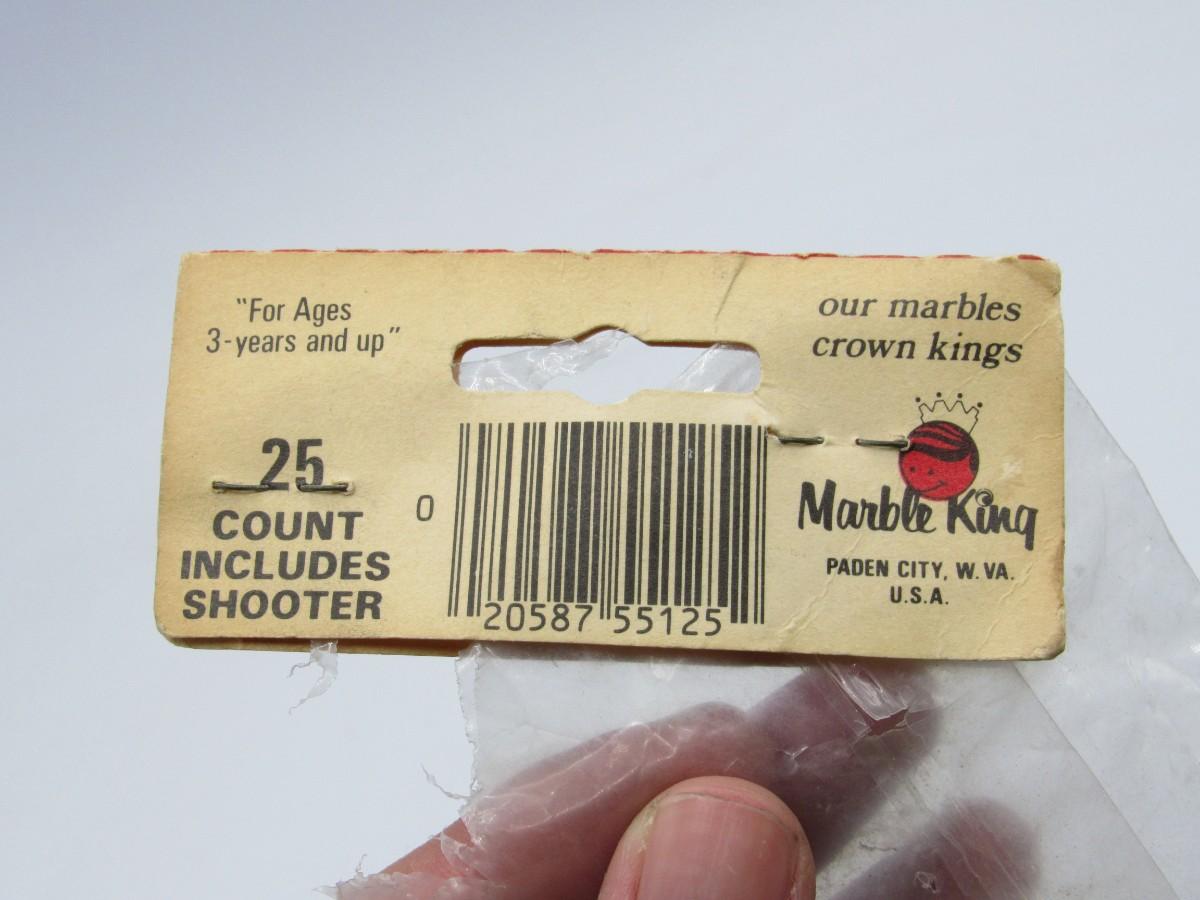 "For Ages
3-years and up"
25
COUNT
INCLUDES
SHOOTER
0
20587 55125
our marbles
crown kings
Marble King
PADEN CITY, W. VA.
U.S.A.